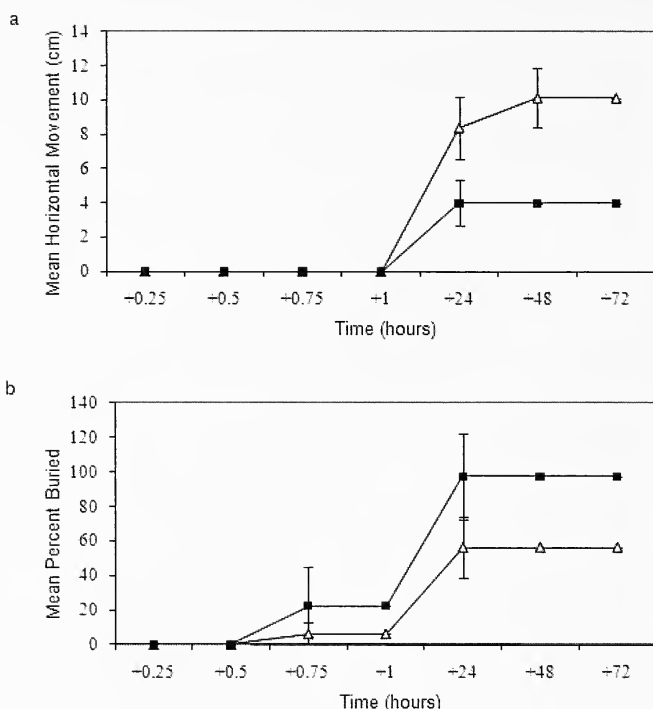 a
14
12
10
8
6
4
2
0
Mean Horizontal Movement (cm)
+0.25 +0.5 +0.75 +1 +24 +48 +72
Time (hours)
b
140
120
100
80
60
40
20
0
Mean Percent Buried
+0.25 +0.5 +0.75 +1 +24 +48 +72
Time (hours)